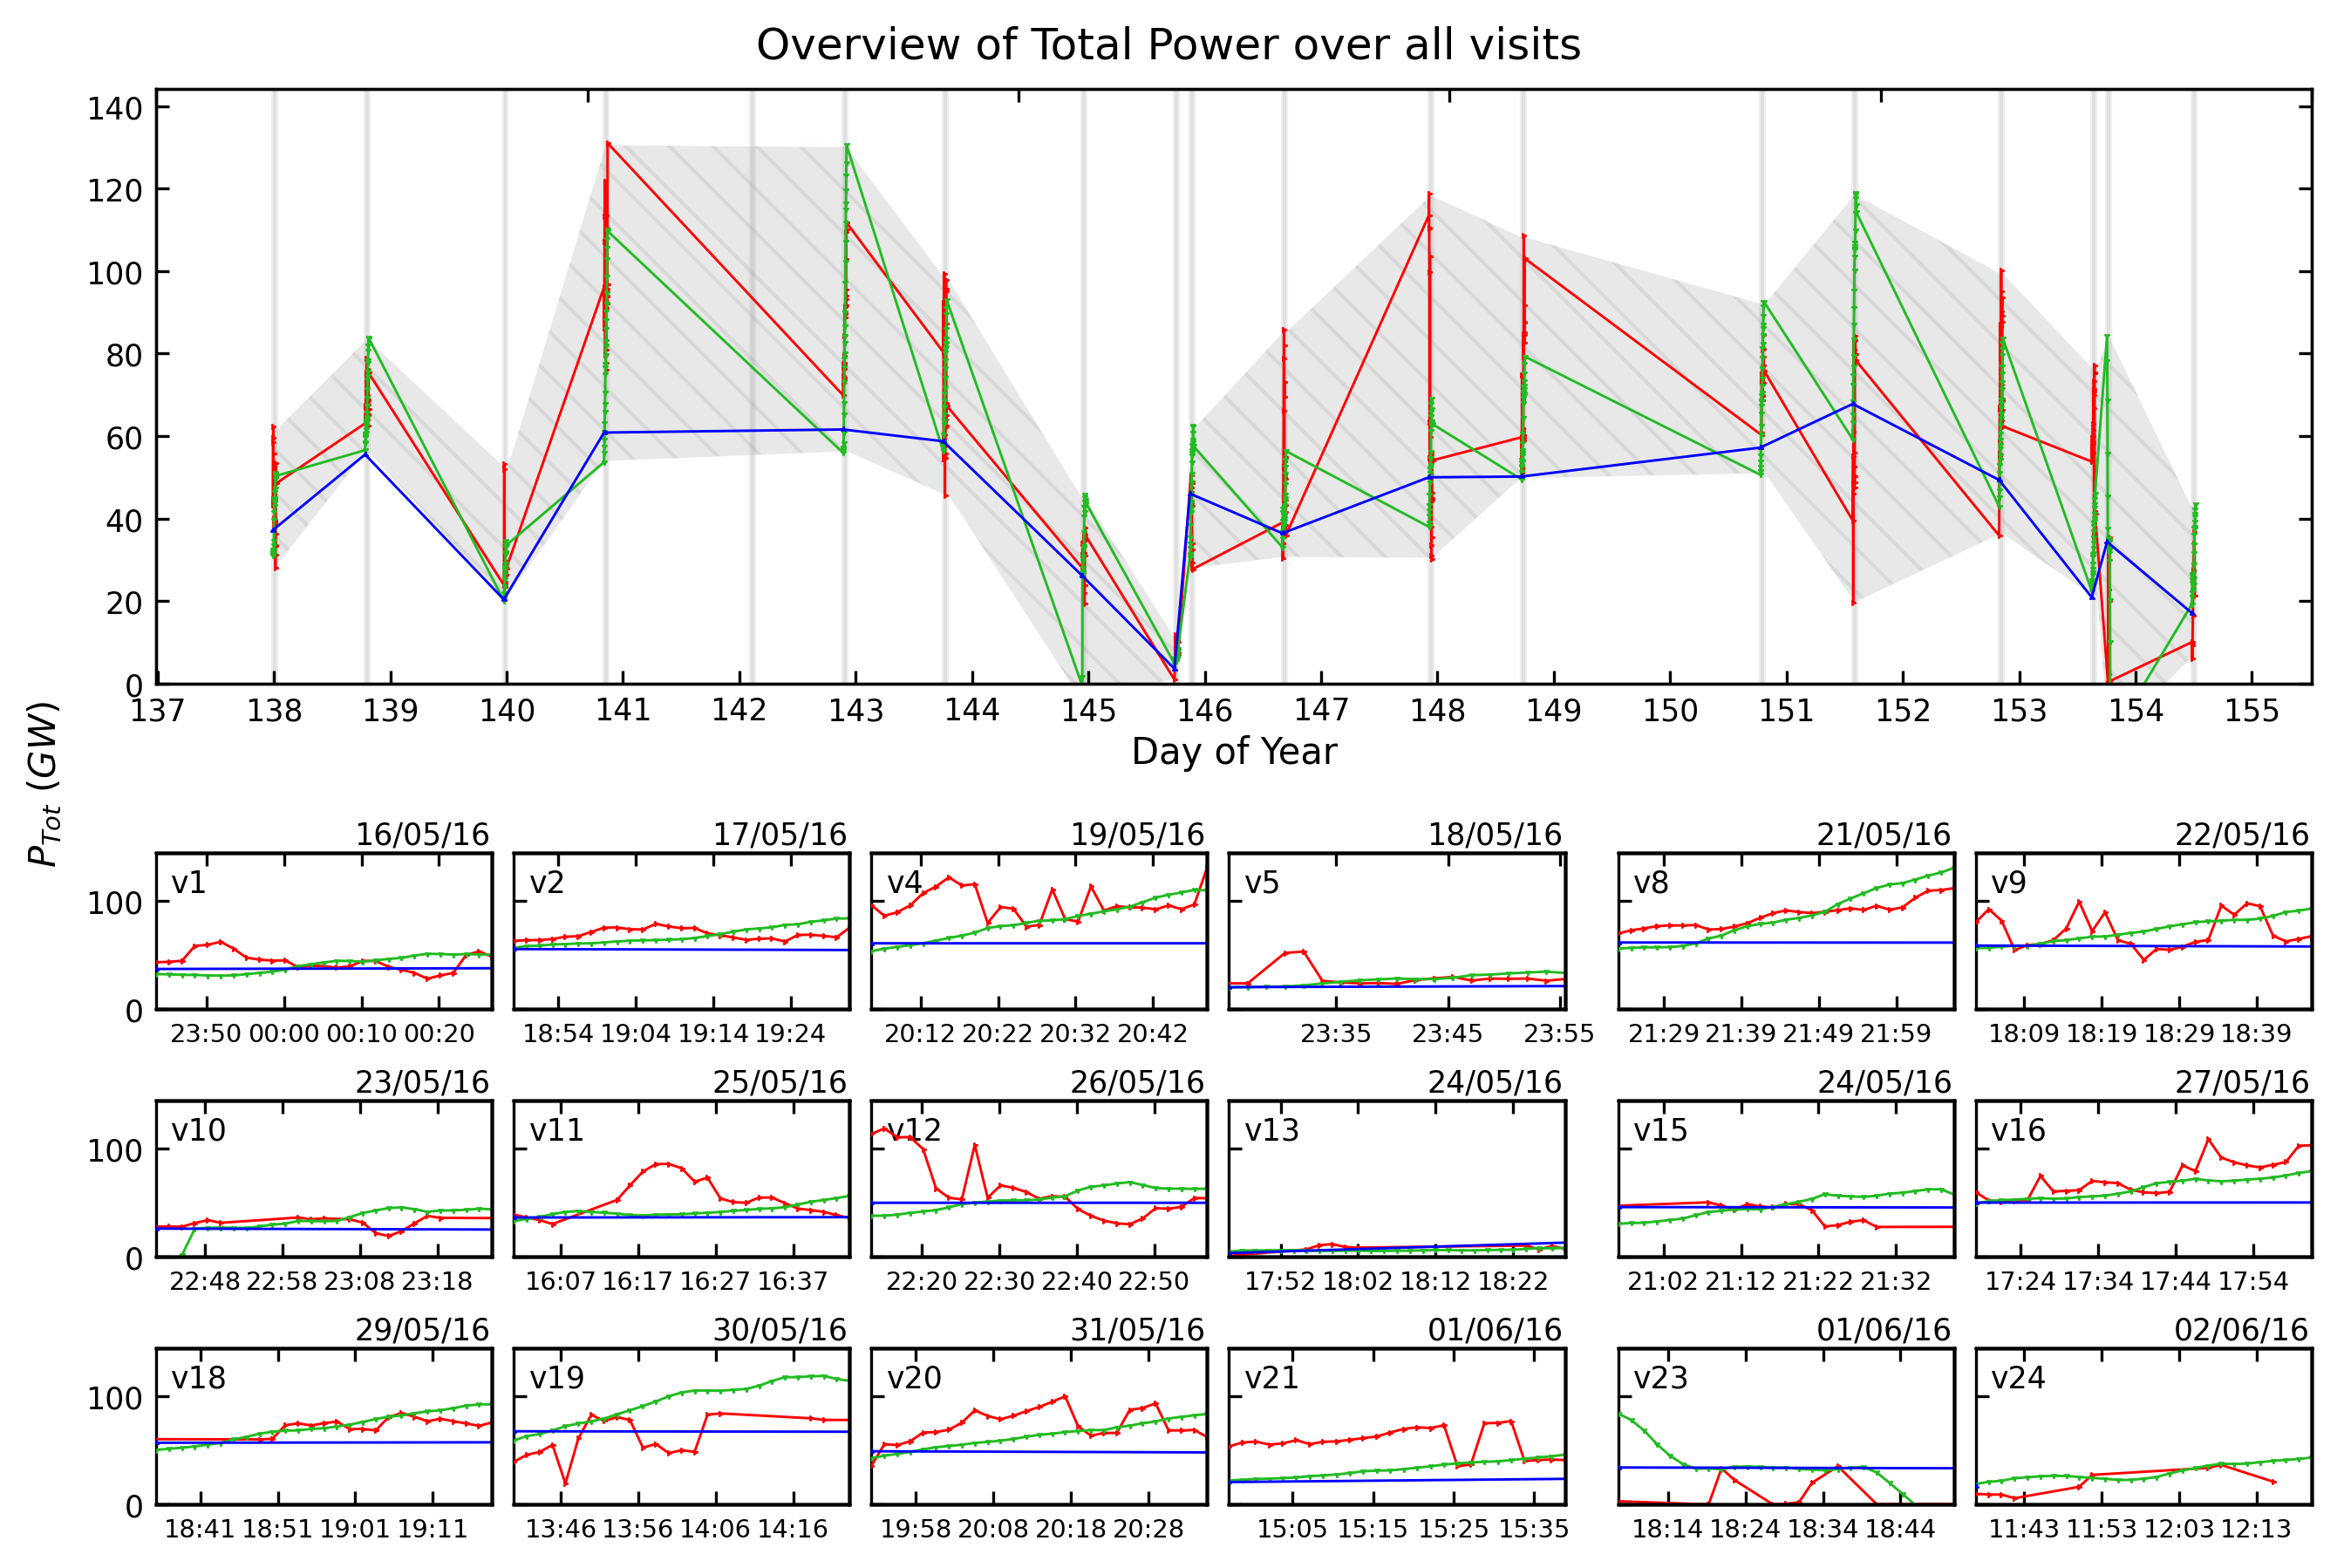 Overview of Total Power over all visits
140
120
100
80
60
40
20
0
137 138 139 140 141 142 143 144 145 146 147 148 149 150 151 152 153 154 155
Day of Year
P_Tot (GW)
16/05/16 17/05/16 19/05/16 18/05/16 21/05/16 22/05/16
v1 v2 v4 v5 v8 v9
100
0
23:50 00:00 00:10 00:20 18:54 19:04 19:14 19:24 20:12 20:22 20:32 20:42 23:35 23:45 23:55 21:29 21:39 21:49 21:59 18:09 18:19 18:29 18:39
23/05/16 25/05/16 26/05/16 24/05/16 24/05/16 27/05/16
v10 v11 v12 v13 v15 v16
100
0
22:48 22:58 23:08 23:18 16:07 16:17 16:27 16:37 22:20 22:30 22:40 22:50 17:52 18:02 18:12 18:22 21:02 21:12 21:22 21:32 17:24 17:34 17:44 17:54
29/05/16 30/05/16 31/05/16 01/06/16 01/06/16 02/06/16
v18 v19 v20 v21 v23 v24
100
0
18:41 18:51 19:01 19:11 13:46 13:56 14:06 14:16 19:58 20:08 20:18 20:28 15:05 15:15 15:25 15:35 18:14 18:24 18:34 18:44 11:43 11:53 12:03 12:13